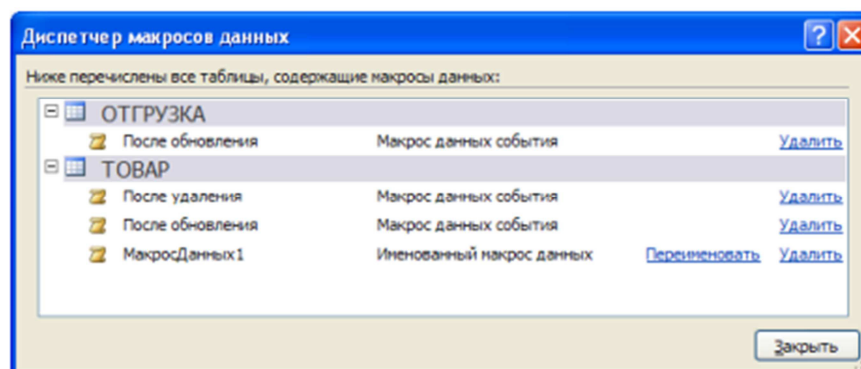 Диспетчер макросов данных
Ниже перечислены все таблицы, содержащие макросы данных:
ОТГРУЗКА
После обновления Макрос данных события Удалить
ТОВАР
После удаления Макрос данных события Удалить
После обновления Макрос данных события Удалить
МакросДанных1 Именованный макрос данных Переименовать Удалить
Закрыть